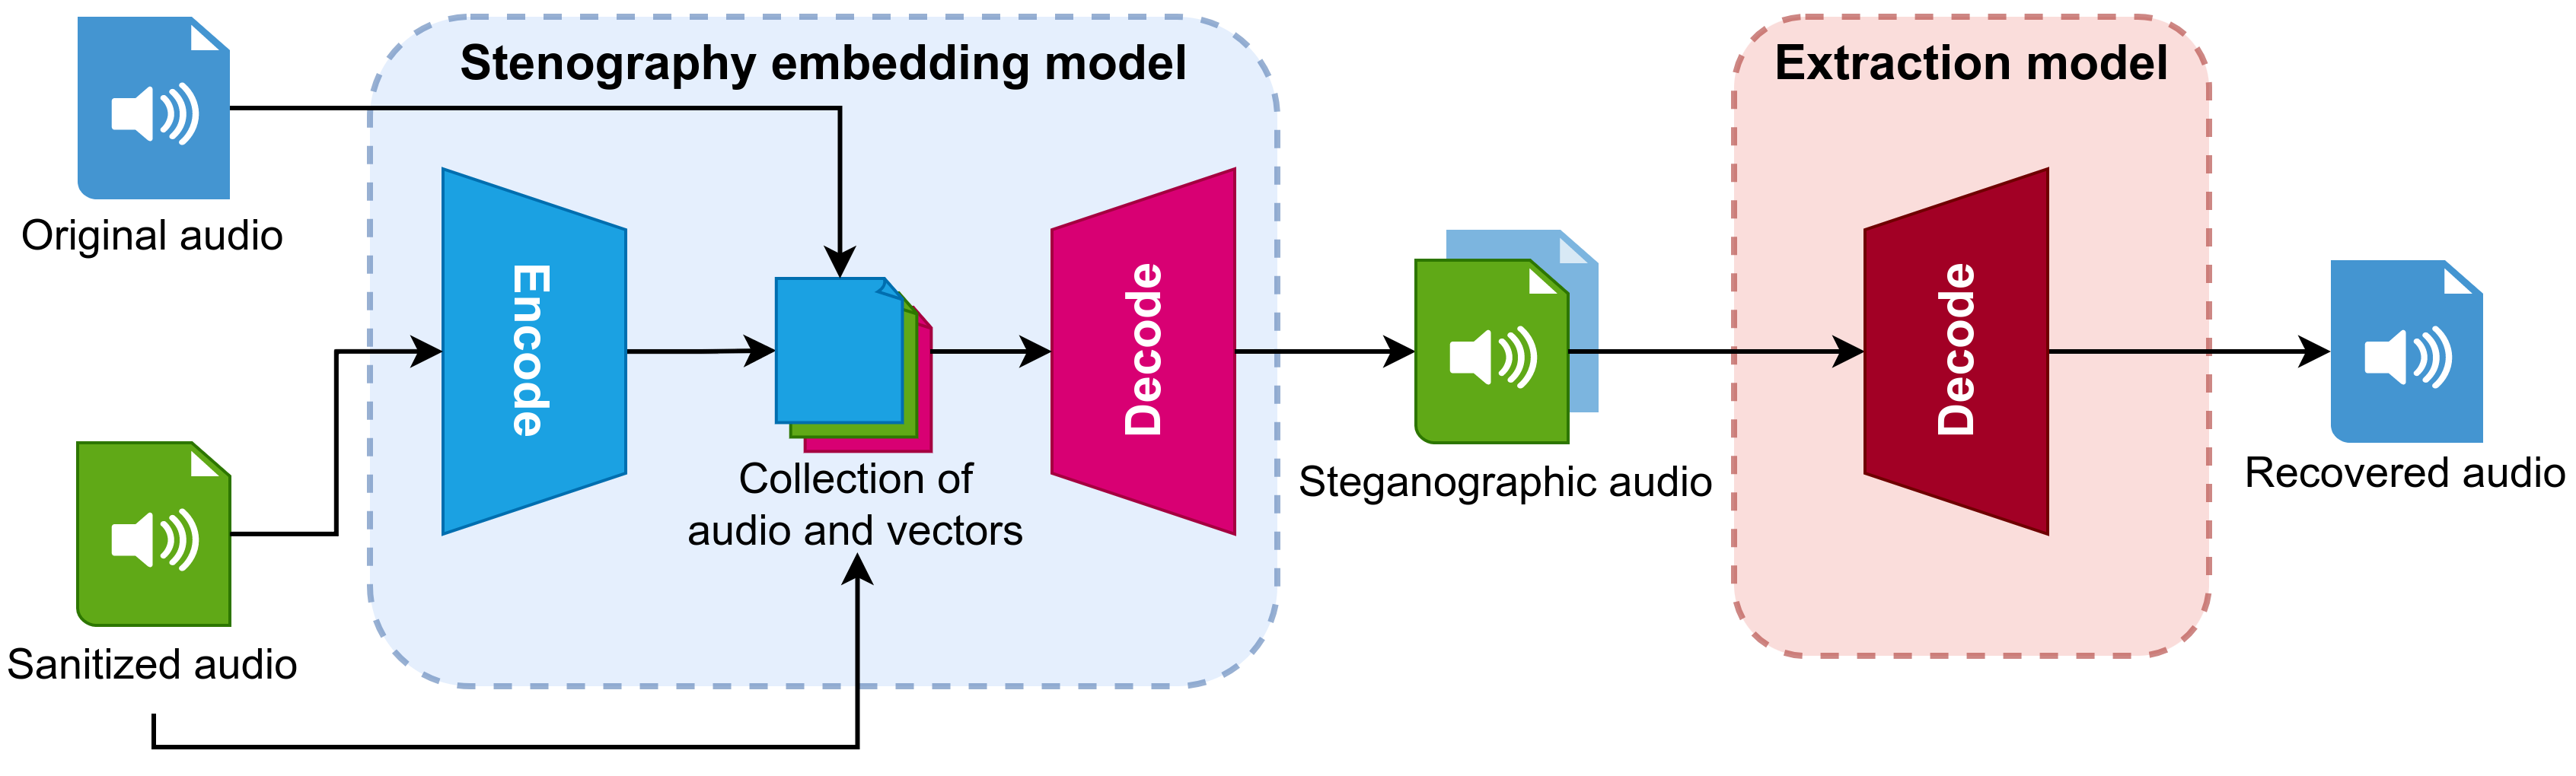 Stenography embedding model
Extraction model
Original audio
Encode
Decode
Decode
Collection of
audio and vectors
Steganographic audio
Recovered audio
Sanitized audio